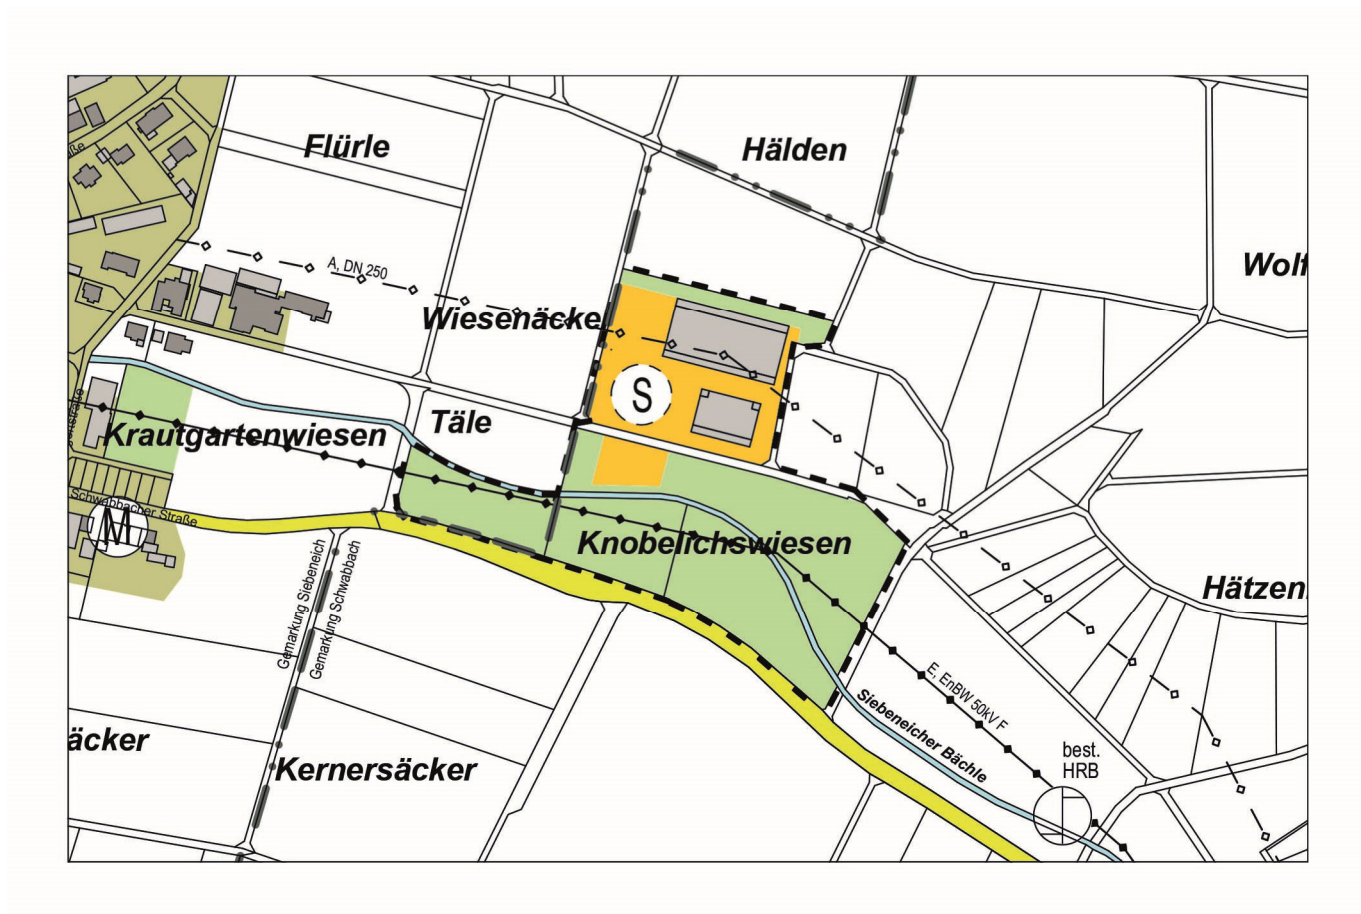 Flürle
Hälden
Wolf
A, DN 250
Wiesenäcke
S
Täle
Krautgartenwiesen
Schwabbacher Straße
M
Knobelichswiesen
Hätzen
Gemarkung Siebeneich
Gemarkung Schwabbach
E, EnBW 50kV F
Siebeneicher Bächle
best.
HRB
äcker
Kernersäcker